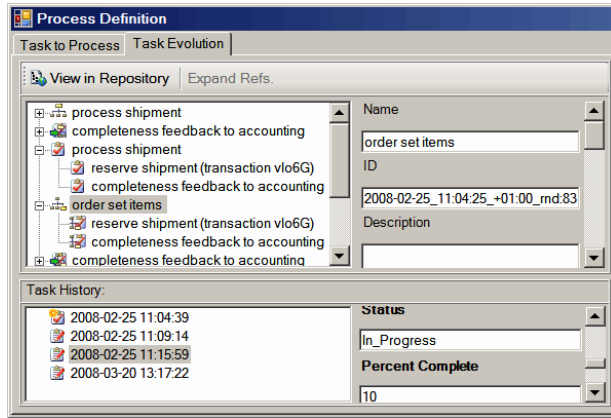 Process Definition
Task to Process
Task Evolution
View in Repository
Expand Refs.
process shipment
completeness feedback to accounting
process shipment
reserve shipment (transaction vlo6G)
completeness feedback to accounting
order set items
reserve shipment (transaction vlo6G)
completeness feedback to accounting
completeness feedback to accounting
Name
order set items
ID
2008-02-25_11:04:25_+01:00_rnd:83
Description
Task History:
2008-02-25 11:04:39
2008-02-25 11:09:14
2008-02-25 11:15:59
2008-03-20 13:17:22
Status
In_Progress
Percent Complete
10